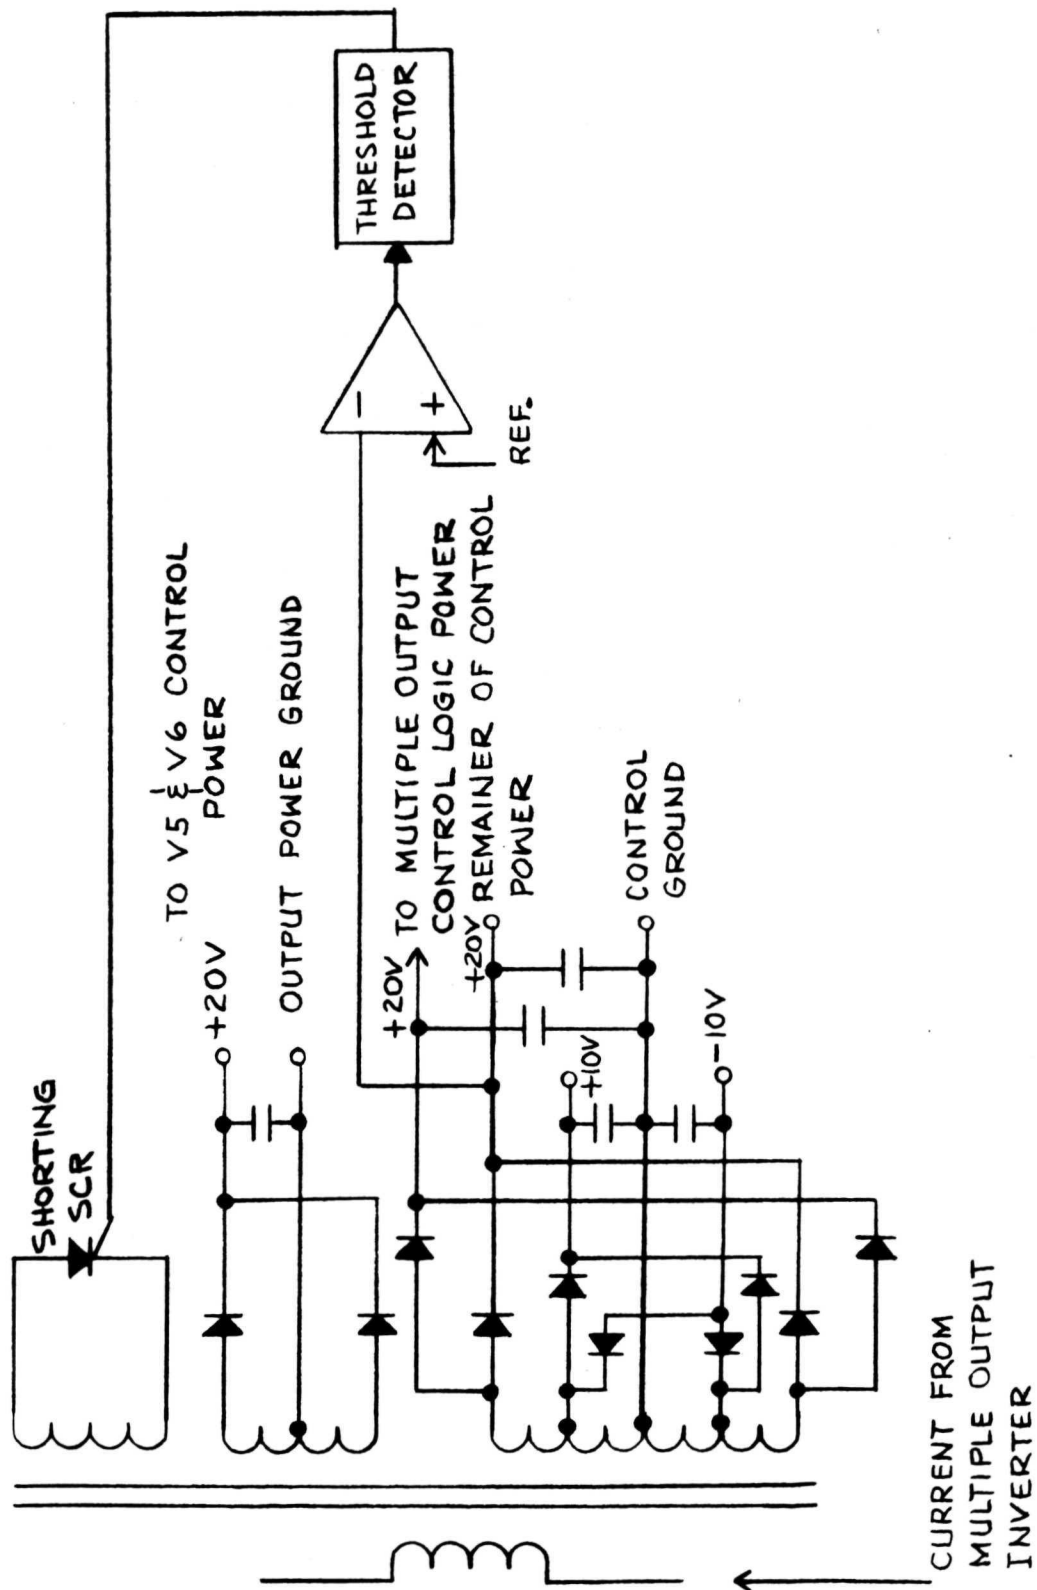 SHORTING
SCR
THRESHOLD
DETECTOR
TO V5 & V6 CONTROL
POWER
+20V
OUTPUT POWER GROUND
-
+
REF.
+20V
TO MULTIPLE OUTPUT
CONTROL LOGIC POWER
+20V
REMAINER OF CONTROL
POWER
+10V
CONTROL
GROUND
-10V
CURRENT FROM
MULTIPLE OUTPUT
INVERTER